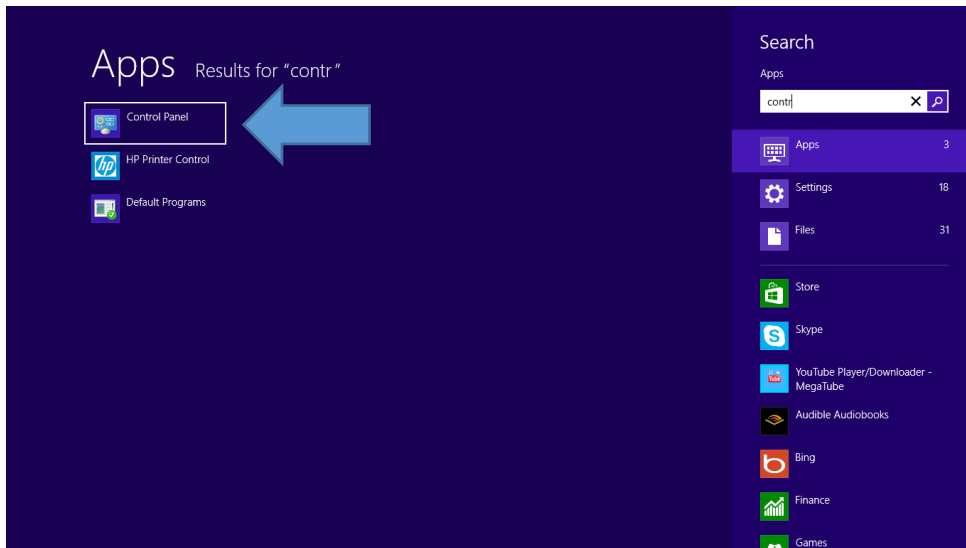 Apps Results for “contr”
Control Panel
HP Printer Control
Default Programs
Search
Apps
contr
Apps 3
Settings 18
Files 31
Store
Skype
YouTube Player/Downloader -
MegaTube
Audible Audiobooks
Bing
Finance
Games